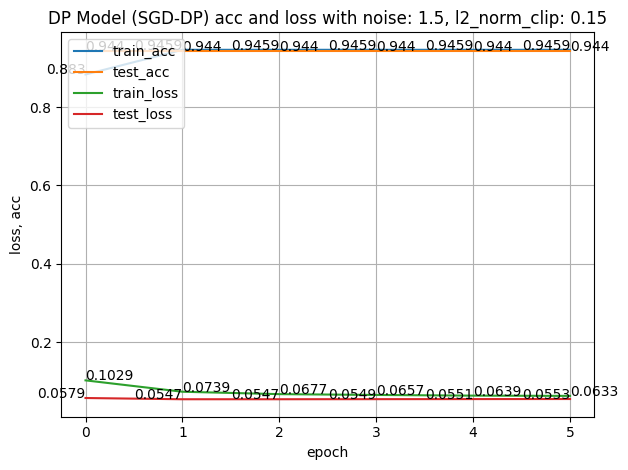 DP Model (SGD-DP) acc and loss with noise: 1.5, l2_norm_clip: 0.15
0.944 0.9459 0.944 0.9459 0.944 0.9459 0.944 0.9459 0.944 0.9459 0.944
0.883
train_acc
test_acc
train_loss
test_loss
0.8
0.6
0.4
0.2
loss, acc
0.1029 0.0739 0.0677 0.0657 0.0639 0.0633
0.0579 0.0547 0.0547 0.0549 0.0551 0.0553
0 1 2 3 4 5
epoch